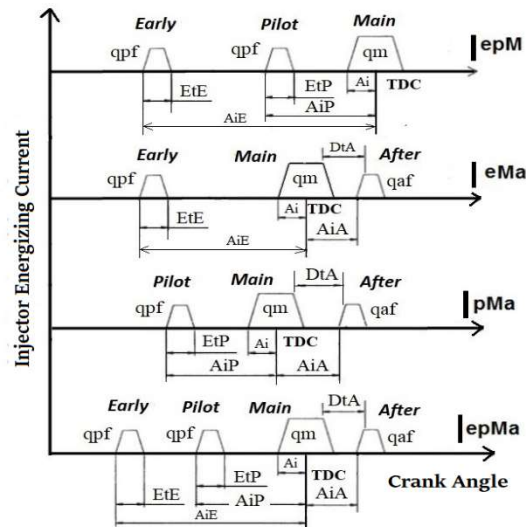 Injector Energizing Current
Early Pilot Main
qpf qpf qm epM
EtE EtP Ai TDC
AiP
AiE
Early Main DtA After
qpf qm qaf eMa
EtE Ai TDC AiA
AiE
Pilot Main DtA After
qpf qm qaf pMa
EtP Ai TDC
AiP AiA
Early Pilot Main DtA After
qpf qpf qm qaf epMa
EtE EtP Ai TDC
AiP AiA Crank Angle
AiE